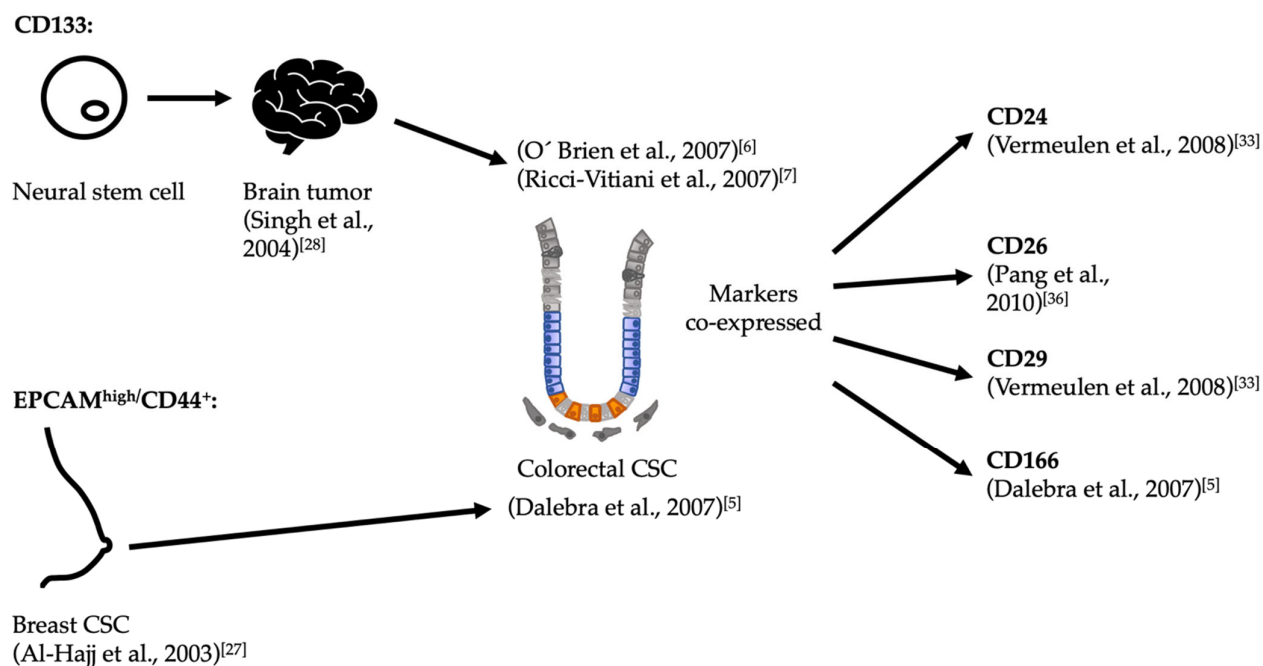 CD133:
Neural stem cell
Brain tumor
(Singh et al.,
2004)[28]
(O´ Brien et al., 2007)[6]
(Ricci-Vitiani et al., 2007)[7]
EPCAMhigh/CD44+:
Breast CSC
(Al-Hajj et al., 2003)[27]
Colorectal CSC
(Dalebra et al., 2007)[5]
Markers
co-expressed
CD24
(Vermeulen et al., 2008)[33]
CD26
(Pang et al.,
2010)[36]
CD29
(Vermeulen et al., 2008)[33]
CD166
(Dalebra et al., 2007)[5]